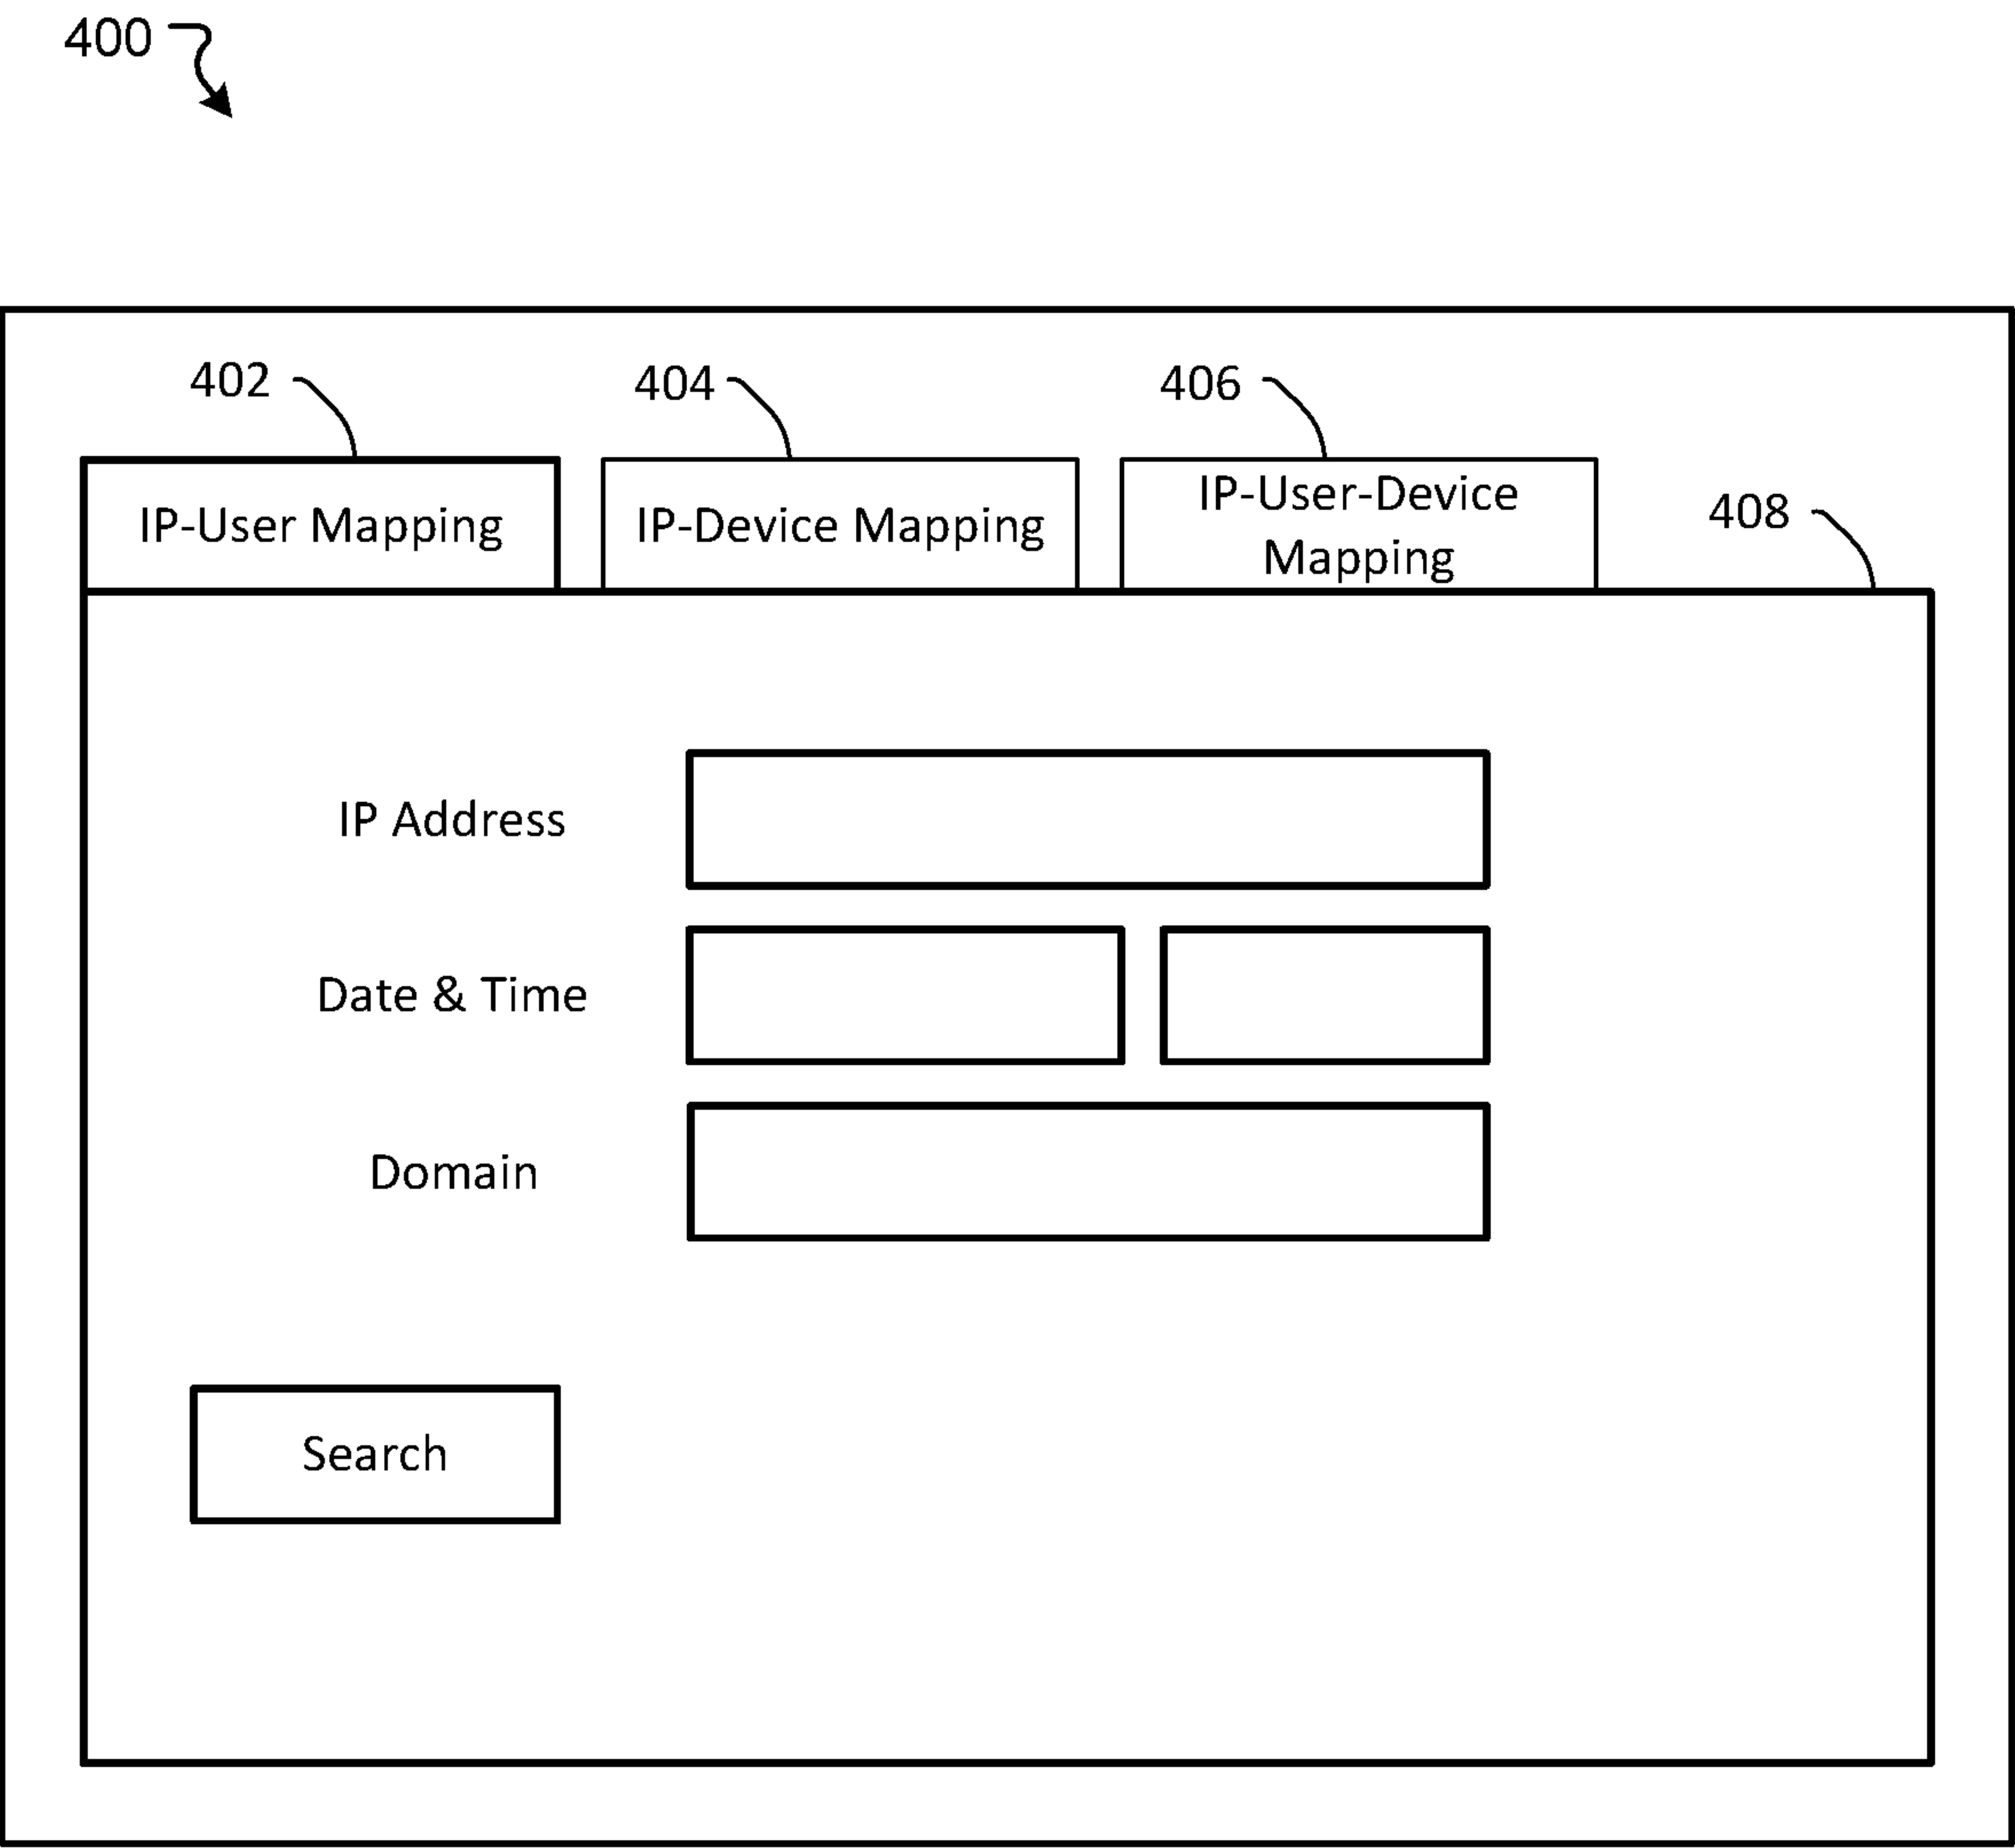 400
402
404
406
408
IP-User Mapping
IP-Device Mapping
IP-User-Device
Mapping
IP Address
Date & Time
Domain
Search